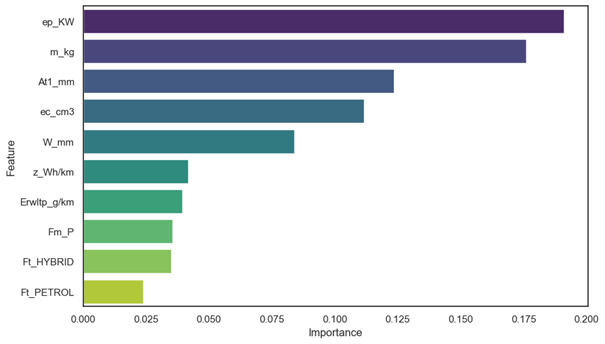 ep_KW
m_kg
At1_mm
ec_cm3
W_mm
z_Wh/km
Erwltp_g/km
Fm_P
Ft_HYBRID
Ft_PETROL
Feature
0.000 0.025 0.050 0.075 0.100 0.125 0.150 0.175 0.200
Importance